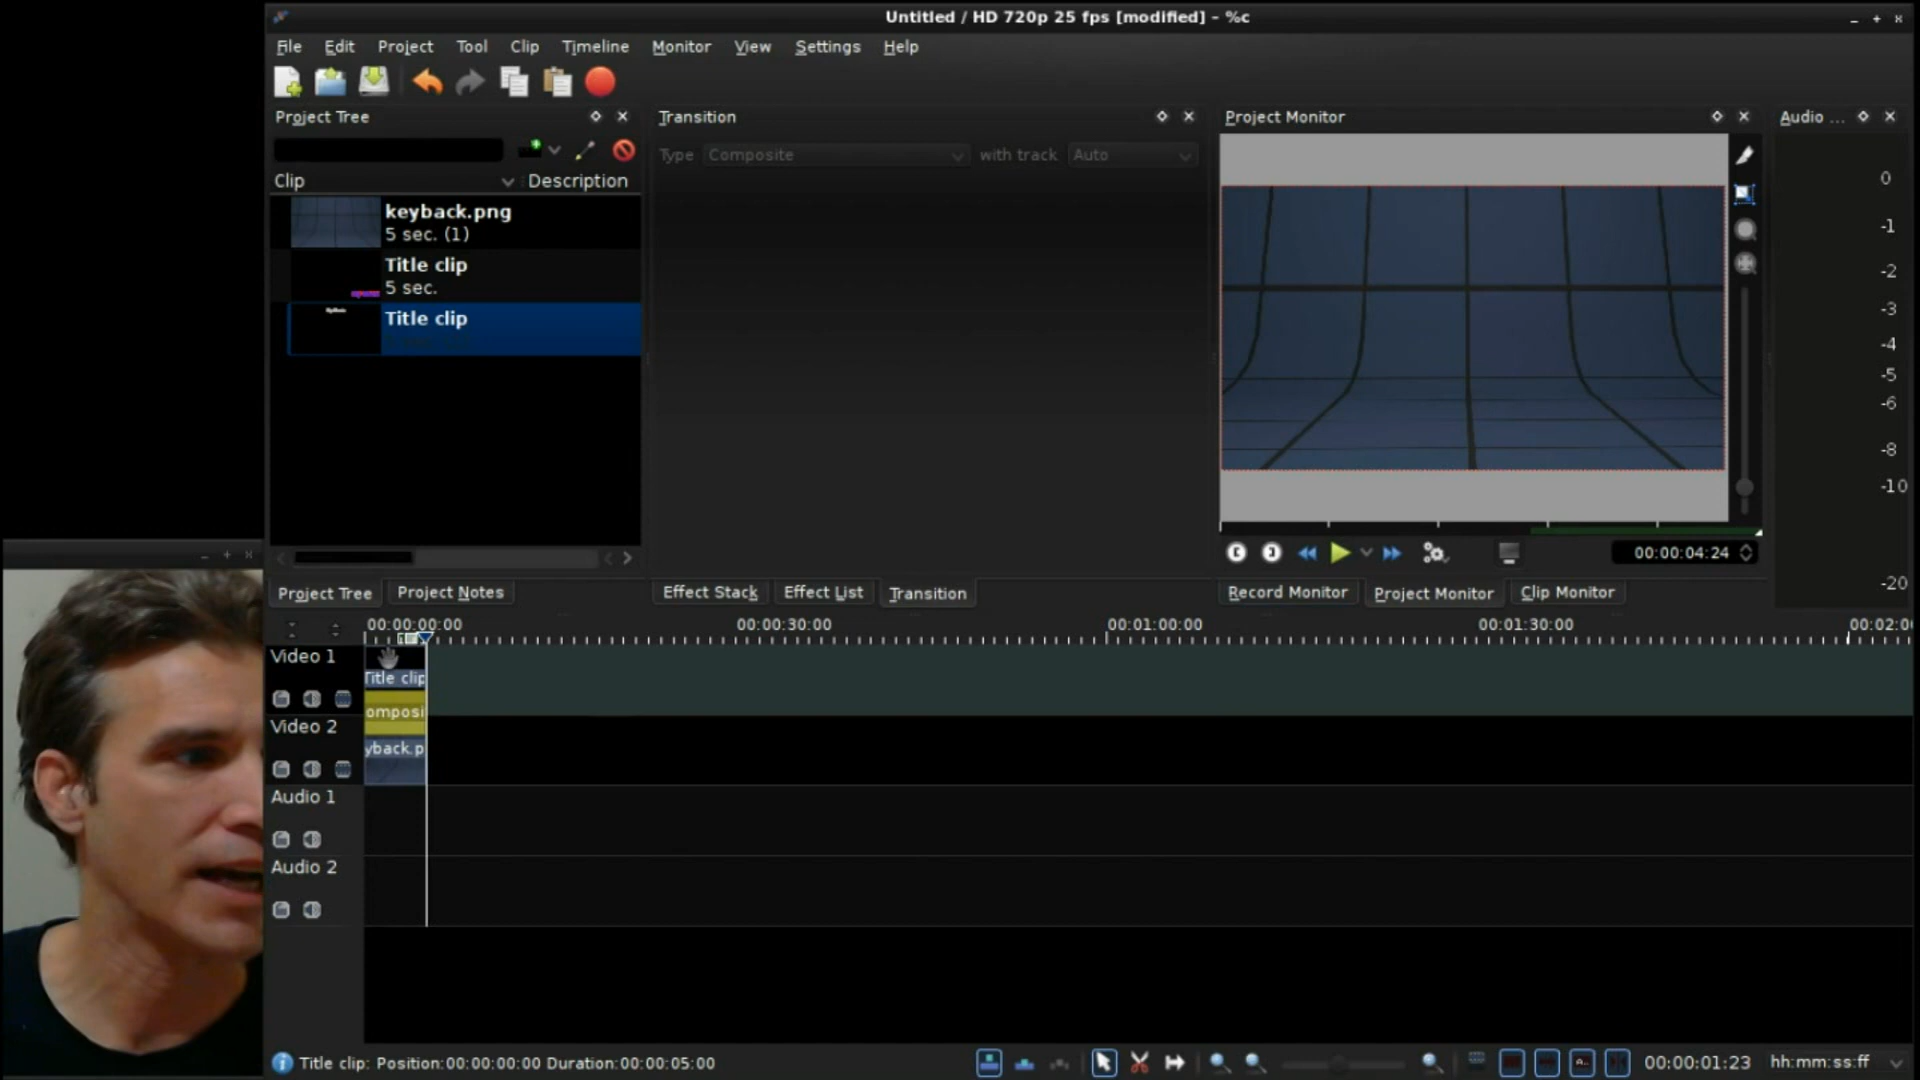 Untitled / HD 720p 25 fps [modified] – %c
File Edit Project Tool Clip Timeline Monitor View Settings Help
Project Tree
Transition
Project Monitor
Audio ...
Type Composite with track Auto
Clip Description
keyback.png
5 sec. (1)
Title clip
5 sec.
Title clip
0
-1
-2
-3
-4
-5
-6
-8
-10
-20
00:00:04:24
Project Tree Project Notes
Effect Stack Effect List Transition
Record Monitor Project Monitor Clip Monitor
00:00:00:00 00:00:30:00 00:01:00:00 00:01:30:00 00:02:0
Video 1
Title clip
omposi
Video 2
yback.p
Audio 1
Audio 2
Title clip: Position:00:00:00:00 Duration:00:00:05:00
00:00:01:23 hh:mm:ss:ff